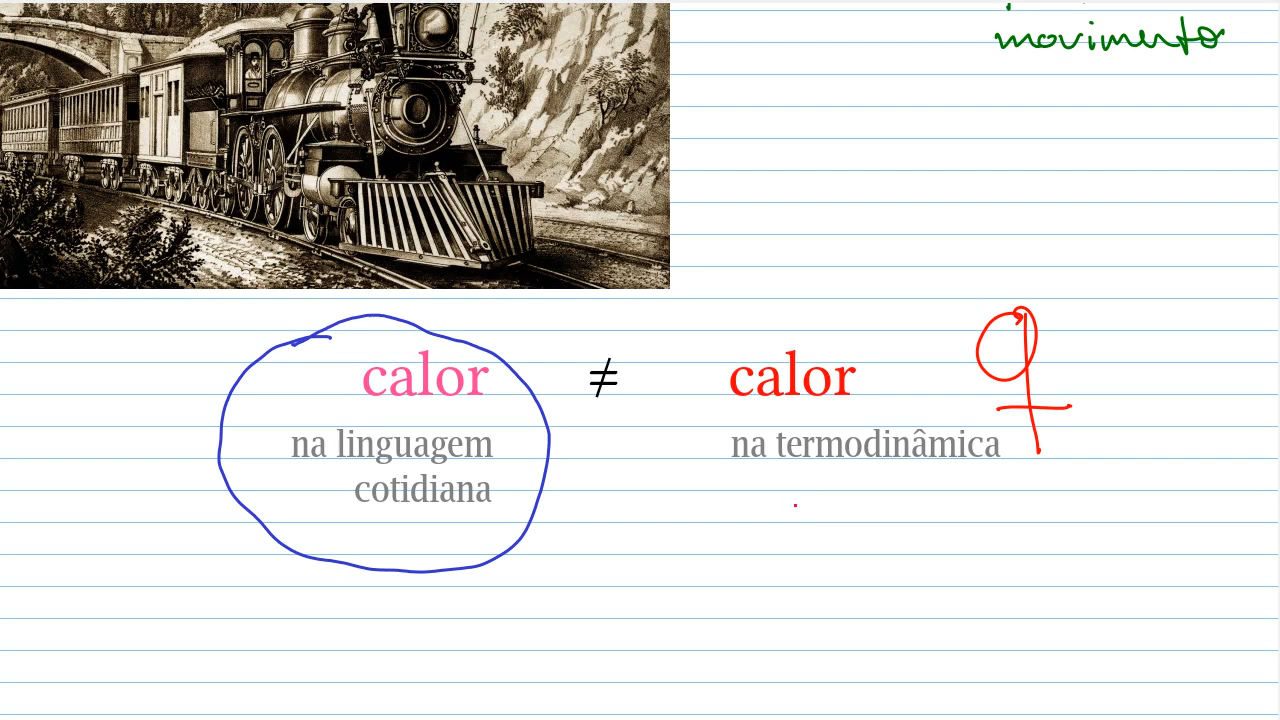 movimento
calor ≠ calor q
na linguagem na termodinâmica
cotidiana